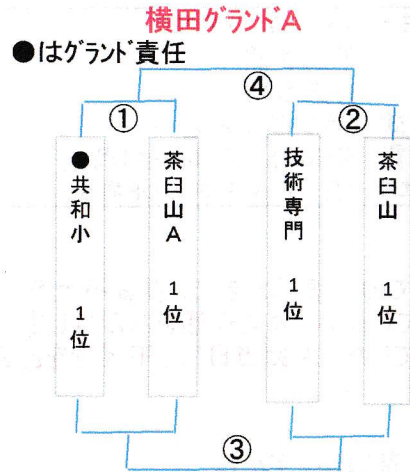 横田グランドA
●はグランド責任
④
①
②
●共和小 1位
茶臼山A 1位
技術専門 1位
茶臼山 1位
③